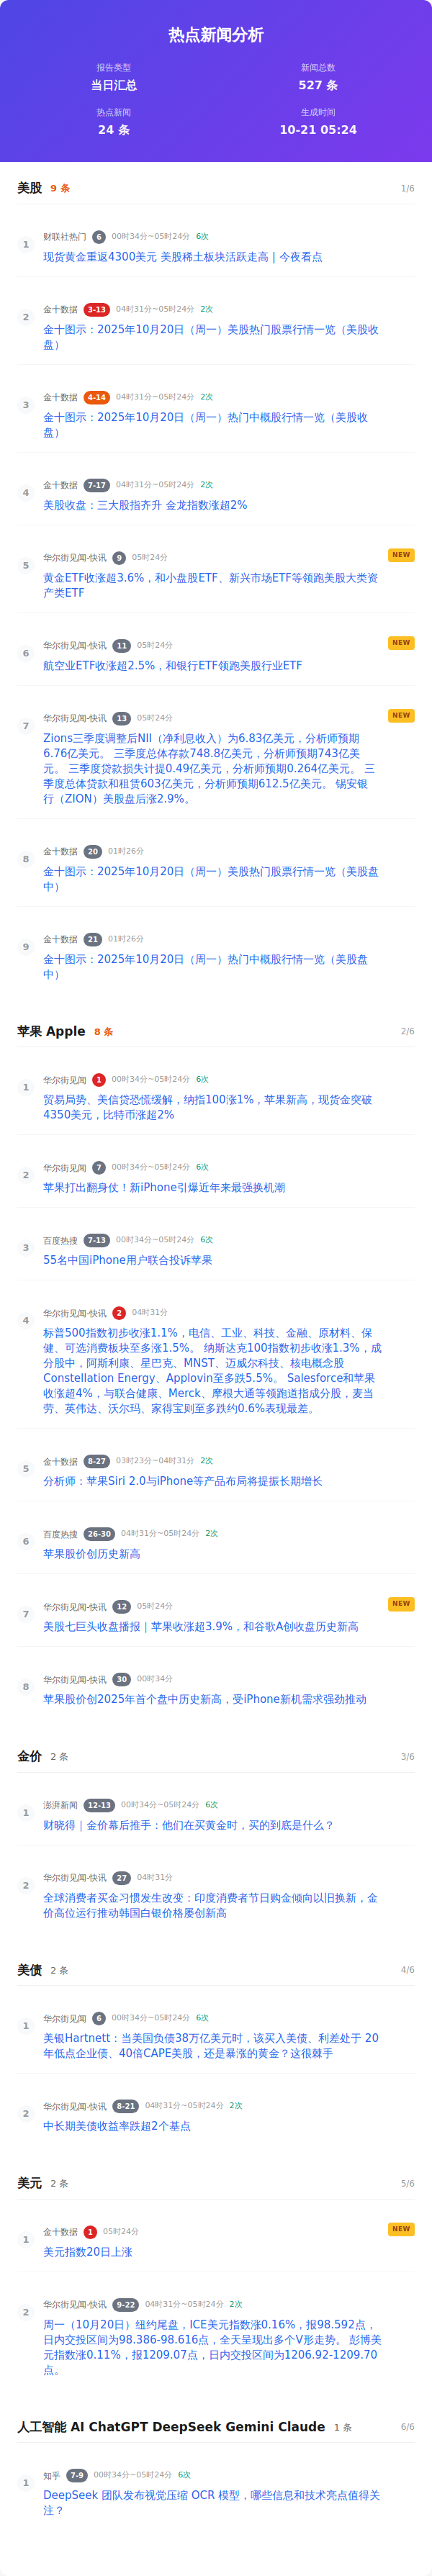 热点新闻分析
报告类型
新闻总数
当日汇总
527 条
热点新闻
生成时间
24 条
10-21 05:24
美股 9 条
1/6
1
财联社热门 6 00时34分~05时24分 6次
现货黄金重返4300美元 美股稀土板块活跃走高 | 今夜看点
2
金十数据 3-13 04时31分~05时24分 2次
金十图示：2025年10月20日（周一）美股热门股票行情一览（美股收
盘）
3
金十数据 4-14 04时31分~05时24分 2次
金十图示：2025年10月20日（周一）热门中概股行情一览（美股收
盘）
4
金十数据 7-17 04时31分~05时24分 2次
美股收盘：三大股指齐升 金龙指数涨超2%
5
华尔街见闻-快讯 9 05时24分
NEW
黄金ETF收涨超3.6%，和小盘股ETF、新兴市场ETF等领跑美股大类资
产类ETF
6
华尔街见闻-快讯 11 05时24分
NEW
航空业ETF收涨超2.5%，和银行ETF领跑美股行业ETF
7
华尔街见闻-快讯 13 05时24分
NEW
Zions三季度调整后NII（净利息收入）为6.83亿美元，分析师预期
6.76亿美元。 三季度总体存款748.8亿美元，分析师预期743亿美
元。 三季度贷款损失计提0.49亿美元，分析师预期0.264亿美元。 三
季度总体贷款和租赁603亿美元，分析师预期612.5亿美元。 锡安银
行（ZION）美股盘后涨2.9%。
8
金十数据 20 01时26分
金十图示：2025年10月20日（周一）美股热门股票行情一览（美股盘
中）
9
金十数据 21 01时26分
金十图示：2025年10月20日（周一）热门中概股行情一览（美股盘
中）
苹果 Apple 8 条
2/6
1
华尔街见闻 1 00时34分~05时24分 6次
贸易局势、美信贷恐慌缓解，纳指100涨1%，苹果新高，现货金突破
4350美元，比特币涨超2%
2
华尔街见闻 7 00时34分~05时24分 6次
苹果打出翻身仗！新iPhone引爆近年来最强换机潮
3
百度热搜 7-13 00时34分~05时24分 6次
55名中国iPhone用户联合投诉苹果
4
华尔街见闻-快讯 2 04时31分
标普500指数初步收涨1.1%，电信、工业、科技、金融、原材料、保
健、可选消费板块至多涨1.5%。 纳斯达克100指数初步收涨1.3%，成
分股中，阿斯利康、星巴克、MNST、迈威尔科技、核电概念股
Constellation Energy、Applovin至多跌5.5%。 Salesforce和苹果
收涨超4%，与联合健康、Merck、摩根大通等领跑道指成分股，麦当
劳、英伟达、沃尔玛、家得宝则至多跌约0.6%表现最差。
5
金十数据 8-27 03时23分~04时31分 2次
分析师：苹果Siri 2.0与iPhone等产品布局将提振长期增长
6
百度热搜 26-30 04时31分~05时24分 2次
苹果股价创历史新高
7
华尔街见闻-快讯 12 05时24分
NEW
美股七巨头收盘播报｜苹果收涨超3.9%，和谷歌A创收盘历史新高
8
华尔街见闻-快讯 30 00时34分
苹果股价创2025年首个盘中历史新高，受iPhone新机需求强劲推动
金价 2 条
3/6
1
澎湃新闻 12-13 00时34分~05时24分 6次
财晓得｜金价幕后推手：他们在买黄金时，买的到底是什么？
2
华尔街见闻-快讯 27 04时31分
全球消费者买金习惯发生改变：印度消费者节日购金倾向以旧换新，金
价高位运行推动韩国白银价格屡创新高
美债 2 条
4/6
1
华尔街见闻 6 00时34分~05时24分 6次
美银Hartnett：当美国负债38万亿美元时，该买入美债、利差处于 20
年低点企业债、40倍CAPE美股，还是暴涨的黄金？这很棘手
2
华尔街见闻-快讯 8-21 04时31分~05时24分 2次
中长期美债收益率跌超2个基点
美元 2 条
5/6
1
金十数据 1 05时24分
NEW
美元指数20日上涨
2
华尔街见闻-快讯 9-22 04时31分~05时24分 2次
周一（10月20日）纽约尾盘，ICE美元指数涨0.16%，报98.592点，
日内交投区间为98.386-98.616点，全天呈现出多个V形走势。 彭博美
元指数涨0.11%，报1209.07点，日内交投区间为1206.92-1209.70
点。
人工智能 AI ChatGPT DeepSeek Gemini Claude 1 条
6/6
1
知乎 7-9 00时34分~05时24分 6次
DeepSeek 团队发布视觉压缩 OCR 模型，哪些信息和技术亮点值得关
注？